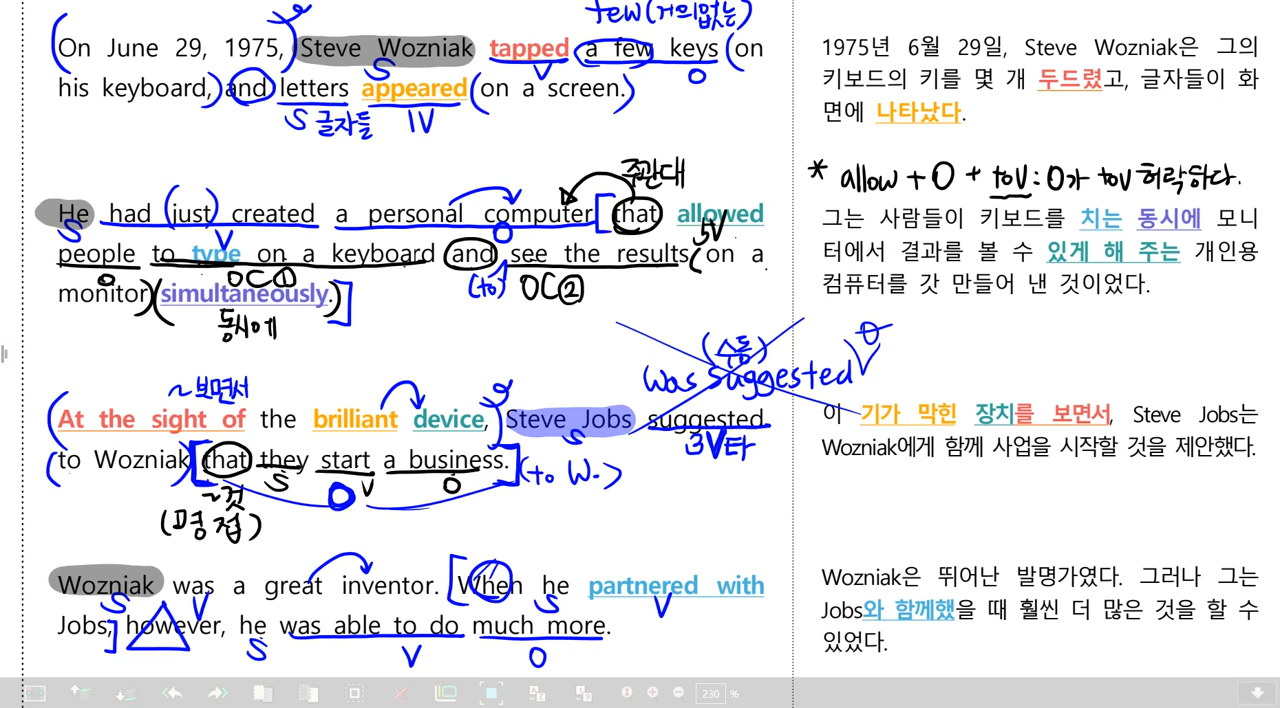 few (거의없는)
On June 29, 1975, Steve Wozniak tapped a few keys (on
S V O
his keyboard,) and letters appeared (on a screen.)
S 글자들 1V
주관대
He had (just) created a personal computer [that allowed
S V O 5V
people to type on a keyboard and see the results (on a
O OC① (to) OC②
monitor) (simultaneously.)]
동시에
(수동)
was suggested
~보면서
(At the sight of the brilliant device,) Steve Jobs suggested
S 3V타
(to Wozniak) [that they start a business.] (to W.)
S V O
~것 O
(명접)
Wozniak was a great inventor. [When he partnered with
S V S V
Jobs,] however, he was able to do much more.
S V O
1975년 6월 29일, Steve Wozniak은 그의
키보드의 키를 몇 개 두드렸고, 글자들이 화
면에 나타났다.
* allow + O + toV : O가 toV 허락하다.
그는 사람들이 키보드를 치는 동시에 모니
터에서 결과를 볼 수 있게 해 주는 개인용
컴퓨터를 갓 만들어 낸 것이었다.
이 기가 막힌 장치를 보면서, Steve Jobs는
Wozniak에게 함께 사업을 시작할 것을 제안했다.
Wozniak은 뛰어난 발명가였다. 그러나 그는
Jobs와 함께했을 때 훨씬 더 많은 것을 할 수
있었다.
230 %